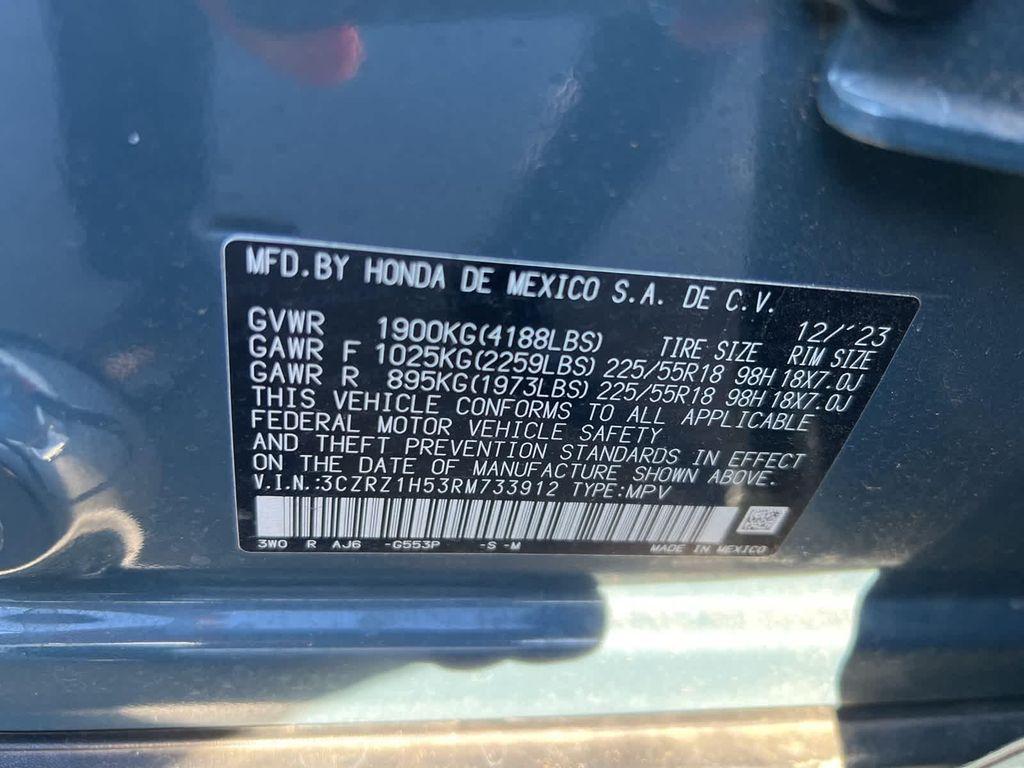 MFD.BY HONDA DE MEXICO S.A. DE C.V.
12/'23
GVWR 1900KG(4188LBS) TIRE SIZE RIM SIZE
GAWR F 1025KG(2259LBS) 225/55R18 98H 18X7.0J
GAWR R 895KG(1973LBS) 225/55R18 98H 18X7.0J
THIS VEHICLE CONFORMS TO ALL APPLICABLE
FEDERAL MOTOR VEHICLE SAFETY
AND THEFT PREVENTION STANDARDS IN EFFECT
ON THE DATE OF MANUFACTURE SHOWN ABOVE.
V.I.N.:3CZRZ1H53RM733912 TYPE:MPV
3W0 R AJ6 -G553P -S -M MADE IN MEXICO